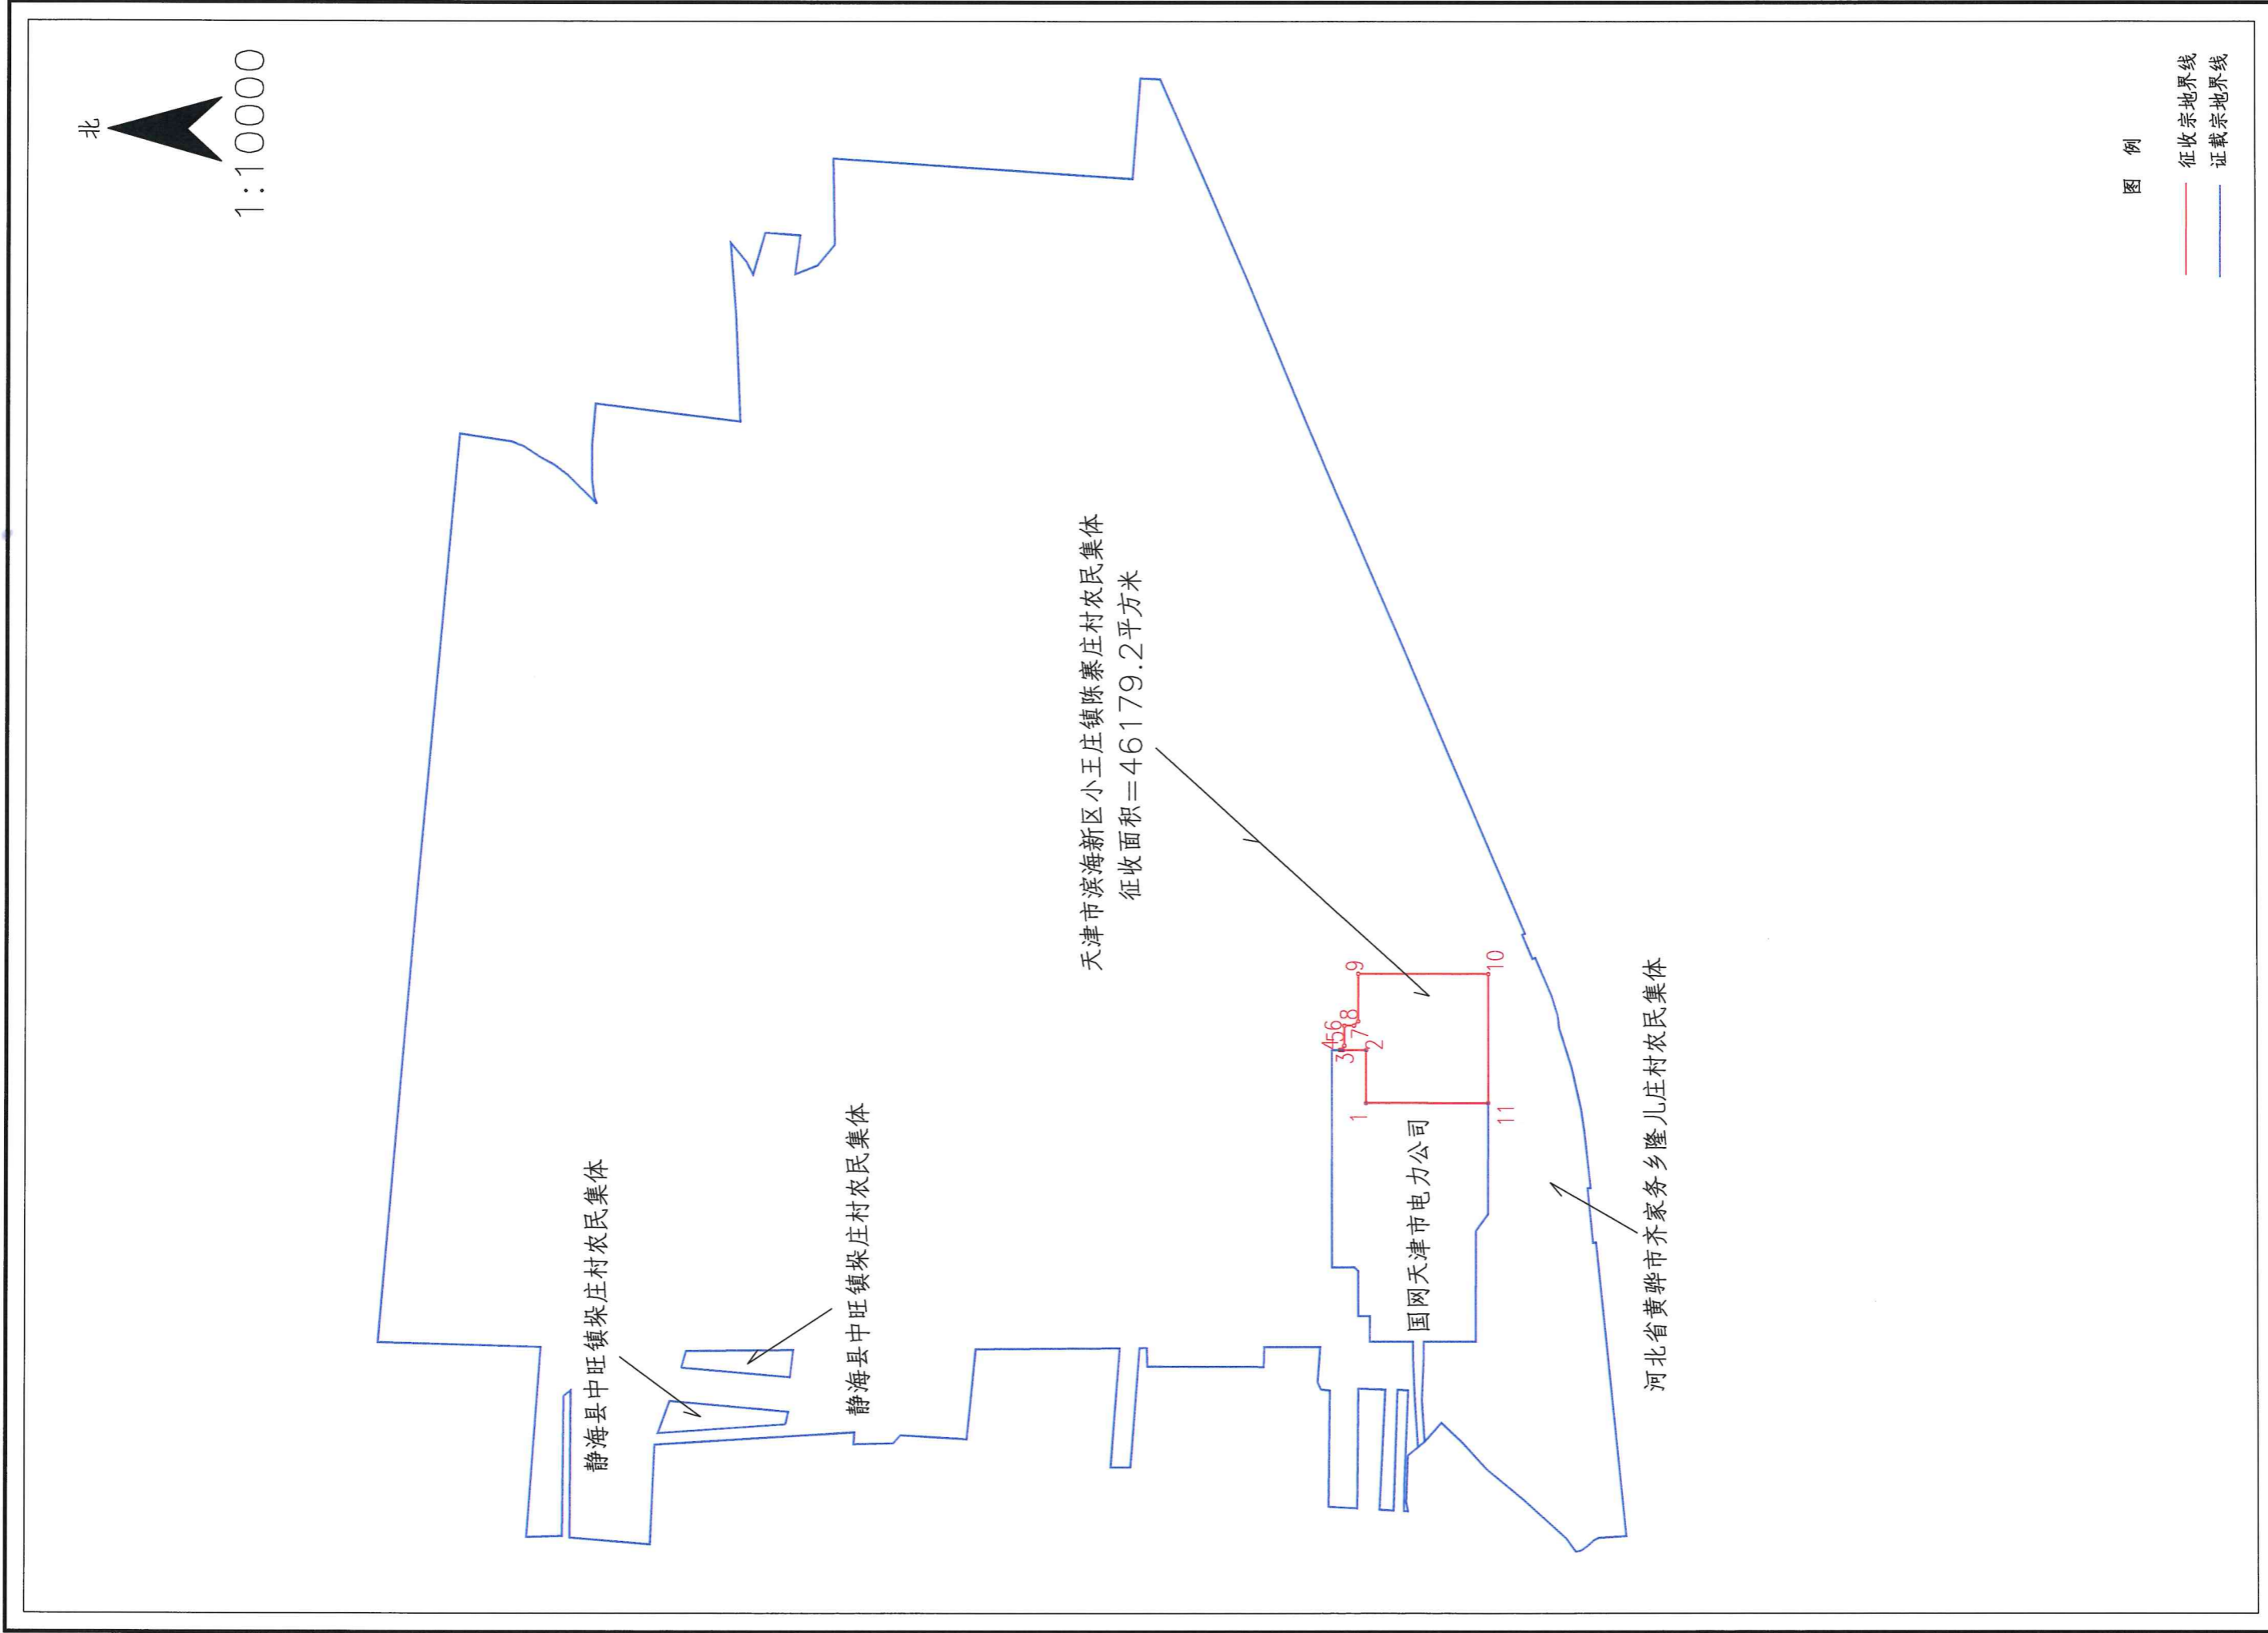 北
1:10000
天津市滨海新区小王庄镇陈寨庄村农民集体
征收面积=46179.2平方米
静海县中旺镇垛庄村农民集体
静海县中旺镇垛庄村农民集体
国网天津市电力公司
河北省黄骅市齐家务乡隆儿庄村农民集体
1
2
3
4
5
6
7
8
9
10
11
图 例
征收宗地界线
证载宗地界线